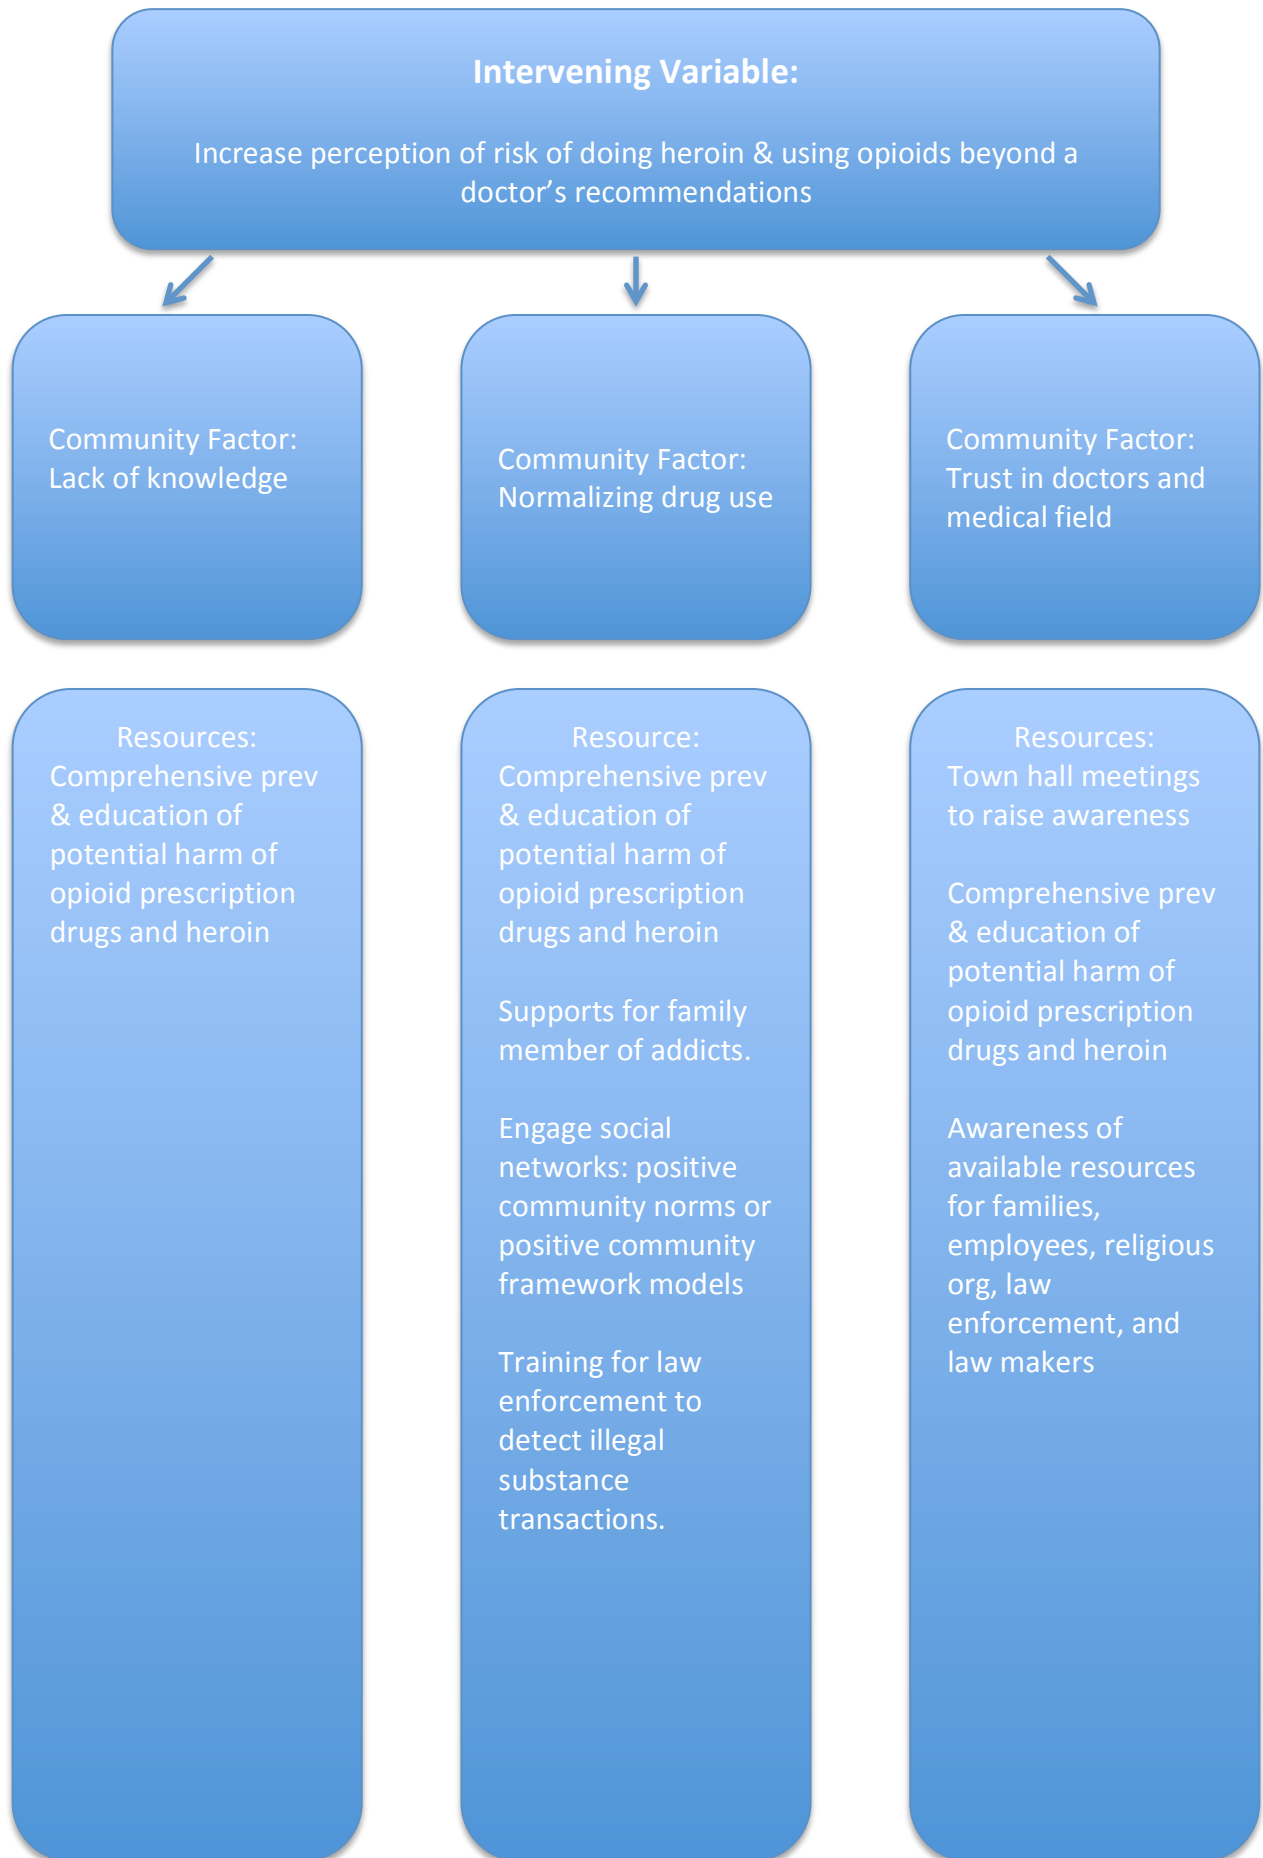 Intervening Variable:
Increase perception of risk of doing heroin & using opioids beyond a
doctor’s recommendations
Community Factor:
Lack of knowledge
Community Factor:
Normalizing drug use
Community Factor:
Trust in doctors and
medical field
Resources:
Comprehensive prev
& education of
potential harm of
opioid prescription
drugs and heroin
Resource:
Comprehensive prev
& education of
potential harm of
opioid prescription
drugs and heroin
Supports for family
member of addicts.
Engage social
networks: positive
community norms or
positive community
framework models
Training for law
enforcement to
detect illegal
substance
transactions.
Resources:
Town hall meetings
to raise awareness
Comprehensive prev
& education of
potential harm of
opioid prescription
drugs and heroin
Awareness of
available resources
for families,
employees, religious
org, law
enforcement, and
law makers